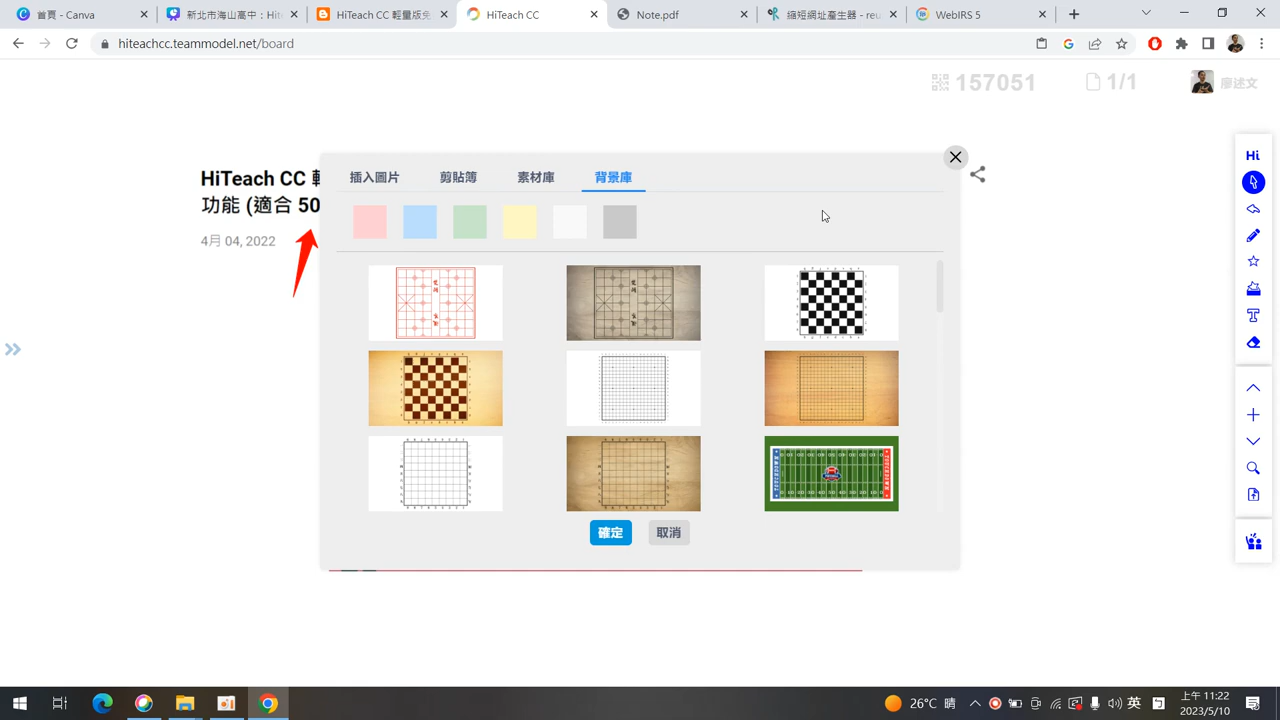 首頁 - Canva
新北市海山高中: Hit
HiTeach CC 輕量版免
HiTeach CC
Note.pdf
縮短網址產生器 - reu
WebIRS 5
hiteachcc.teammodel.net/board
157051
1/1
廖述文
HiTeach CC 輕
功能 (適合 50
4月 04, 2022
插入圖片
剪貼簿
素材庫
背景庫
確定
取消
Hi
26°C 晴
英
上午 11:22
2023/5/10